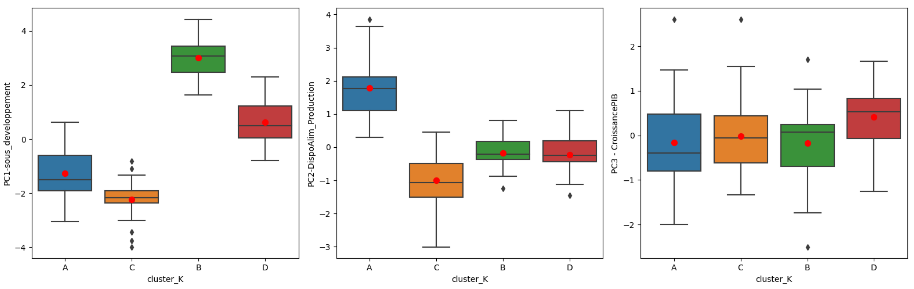 PC1-sous_developpement
4
2
0
−2
−4
A
C
B
D
cluster_K
PC2-DispoAlim_Production
4
3
2
1
0
−1
−2
−3
A
C
B
D
cluster_K
PC3 - CroissancePIB
2
1
0
−1
−2
A
C
B
D
cluster_K